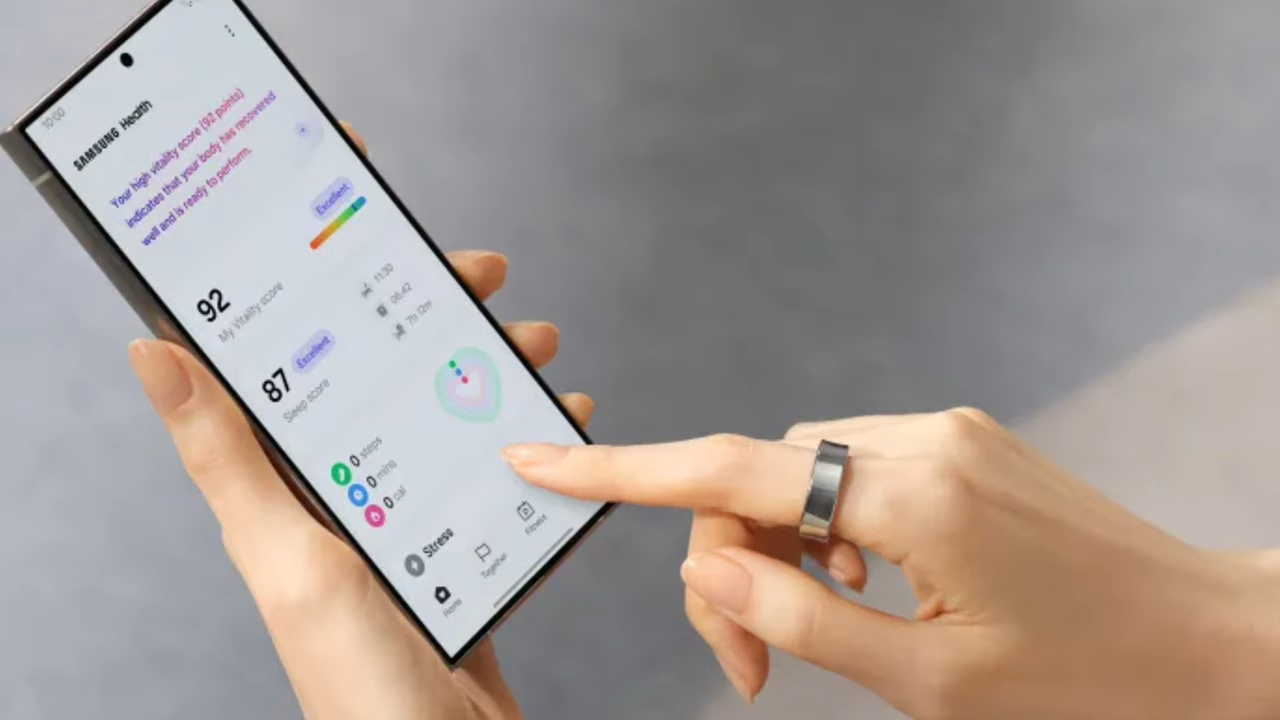 10:00
SAMSUNG Health
Your high vitality score (92 points)
indicates that your body has recovered
well and is ready to perform.
Excellent
92
My Vitality score
11:30
06:42
7h 12m
87 Excellent
Sleep score
0 steps
0 mins
0 cal
Stress
Home
Together
Fitness